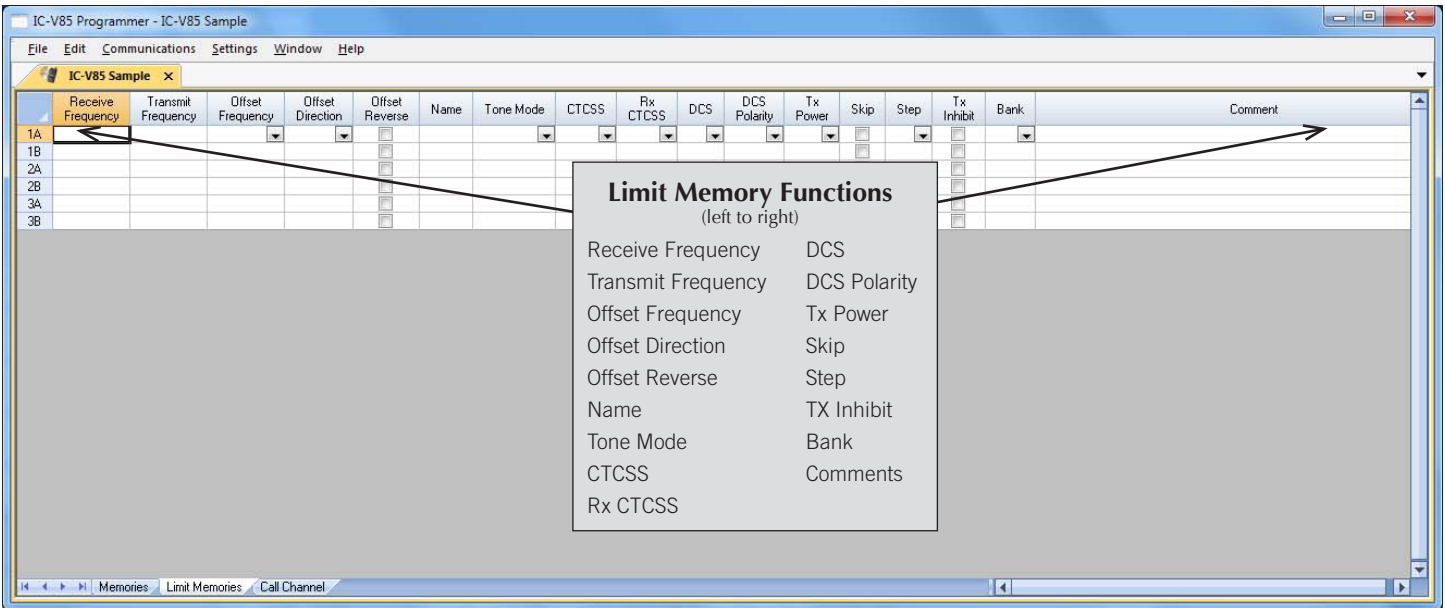 IC-V85 Programmer - IC-V85 Sample
File Edit Communications Settings Window Help
IC-V85 Sample X
Receive Frequency Transmit Frequency Offset Frequency Offset Direction Offset Reverse Name Tone Mode CTCSS Rx CTCSS DCS DCS Polarity Tx Power Skip Step Tx Inhibit Bank Comment
1A
1B
2A
2B
3A
3B
Limit Memory Functions
(left to right)
Receive Frequency
Transmit Frequency
Offset Frequency
Offset Direction
Offset Reverse
Name
Tone Mode
CTCSS
Rx CTCSS
DCS
DCS Polarity
Tx Power
Skip
Step
TX Inhibit
Bank
Comments
Memories Limit Memories Call Channel